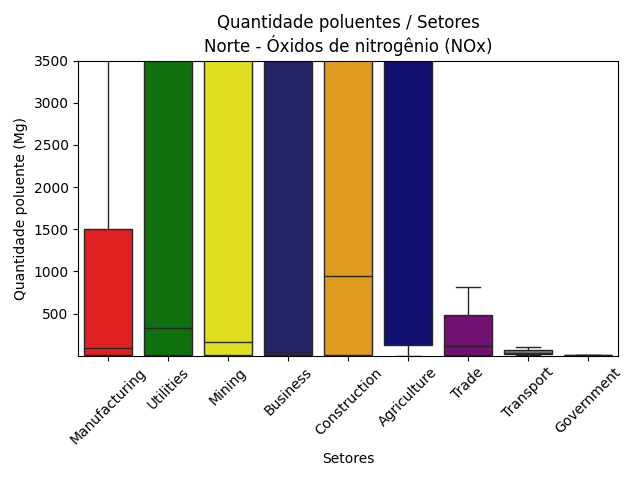 Quantidade poluentes / Setores
Norte - Óxidos de nitrogênio (NOx)
Quantidade poluente (Mg)
3500
3000
2500
2000
1500
1000
500
Manufacturing
Utilities
Mining
Business
Construction
Agriculture
Trade
Transport
Government
Setores